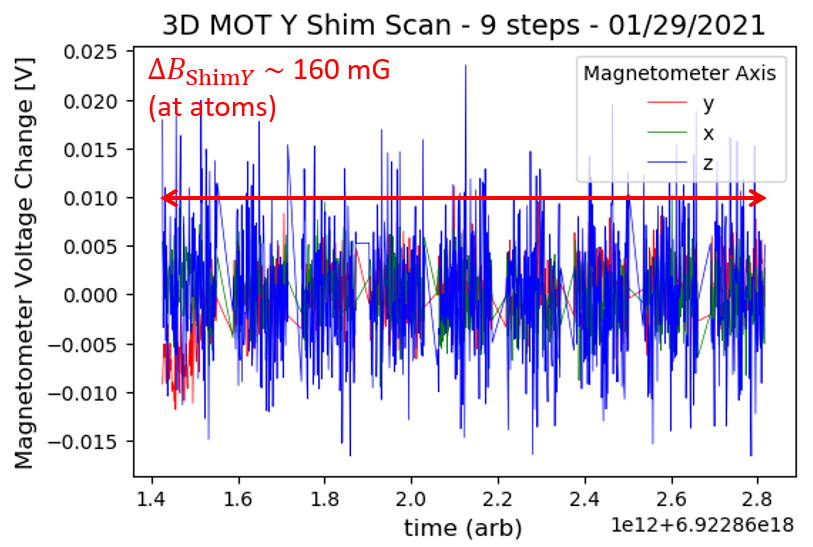 3D MOT Y Shim Scan - 9 steps - 01/29/2021
Magnetometer Voltage Change [V]
0.025
0.020
0.015
0.010
0.005
0.000
−0.005
−0.010
−0.015
Δ𝐵ShimY ~ 160 mG
(at atoms)
Magnetometer Axis
y
x
z
1.4 1.6 1.8 2.0 2.2 2.4 2.6 2.8
time (arb)
1e12+6.92286e18